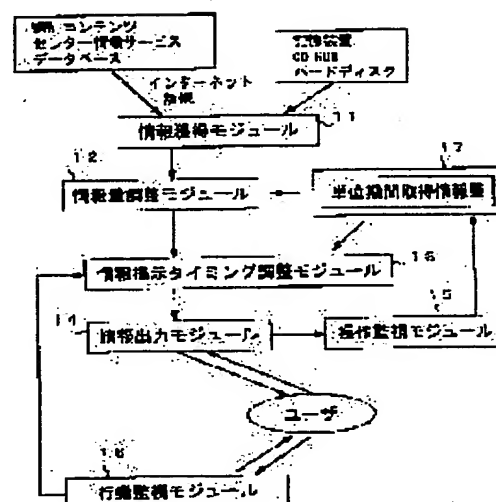 コンテンツ
センター情報サービス
データベース
CD
ハードディスク
インターネット
接続
11
情報獲得モジュール
12
17
情報量調整モジュール
単位期間取得情報量
情報提示タイミング調整モジュール
15
14
情報出力モジュール
操作監視モジュール
ユーザ
行動監視モジュール